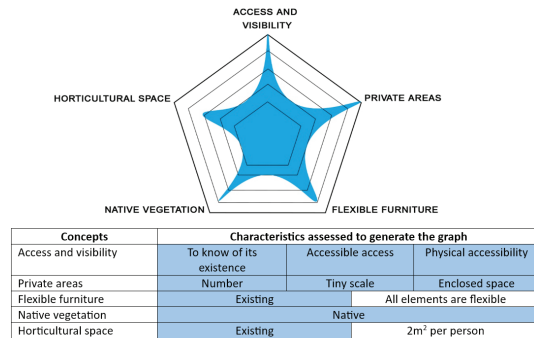 ACCESS AND
VISIBILITY
HORTICULTURAL SPACE
PRIVATE AREAS
NATIVE VEGETATION
FLEXIBLE FURNITURE
Concepts Characteristics assessed to generate the graph
Access and visibility To know of its existence Accessible access Physical accessibility
Private areas Number Tiny scale Enclosed space
Flexible furniture Existing All elements are flexible
Native vegetation Native
Horticultural space Existing 2m² per person